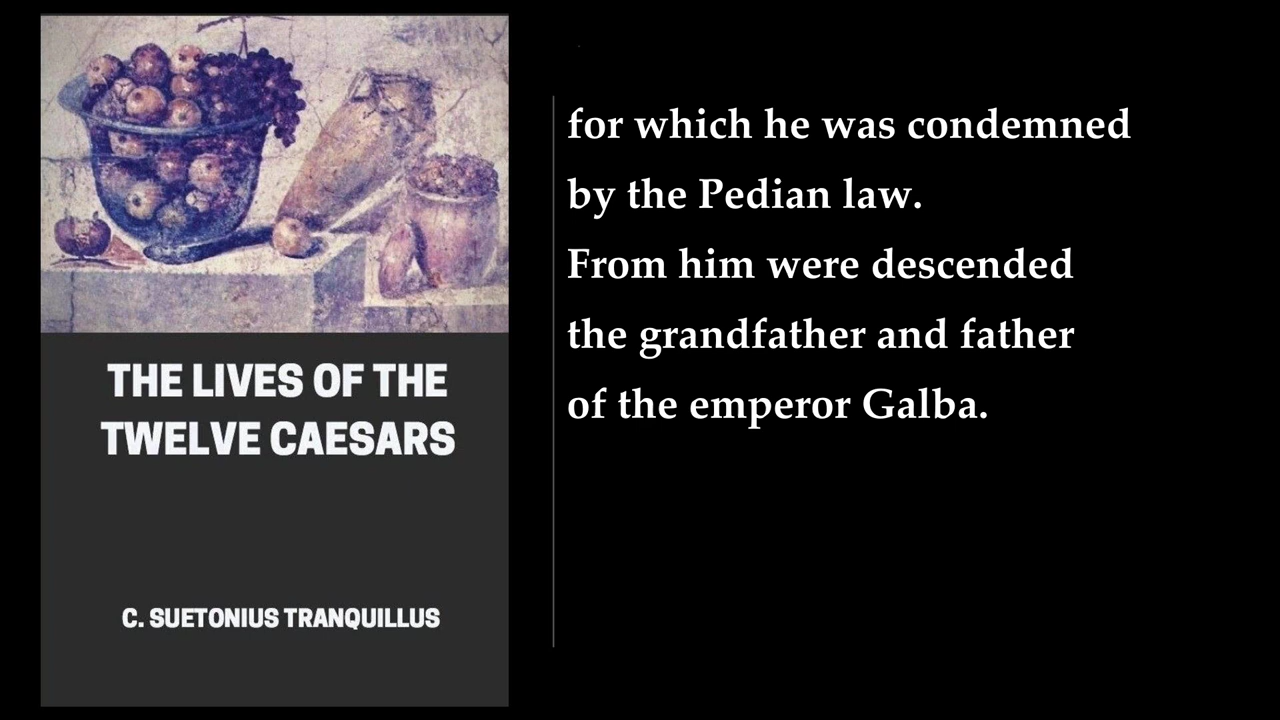 THE LIVES OF THE
TWELVE CAESARS
C. SUETONIUS TRANQUILLUS
for which he was condemned
by the Pedian law.
From him were descended
the grandfather and father
of the emperor Galba.